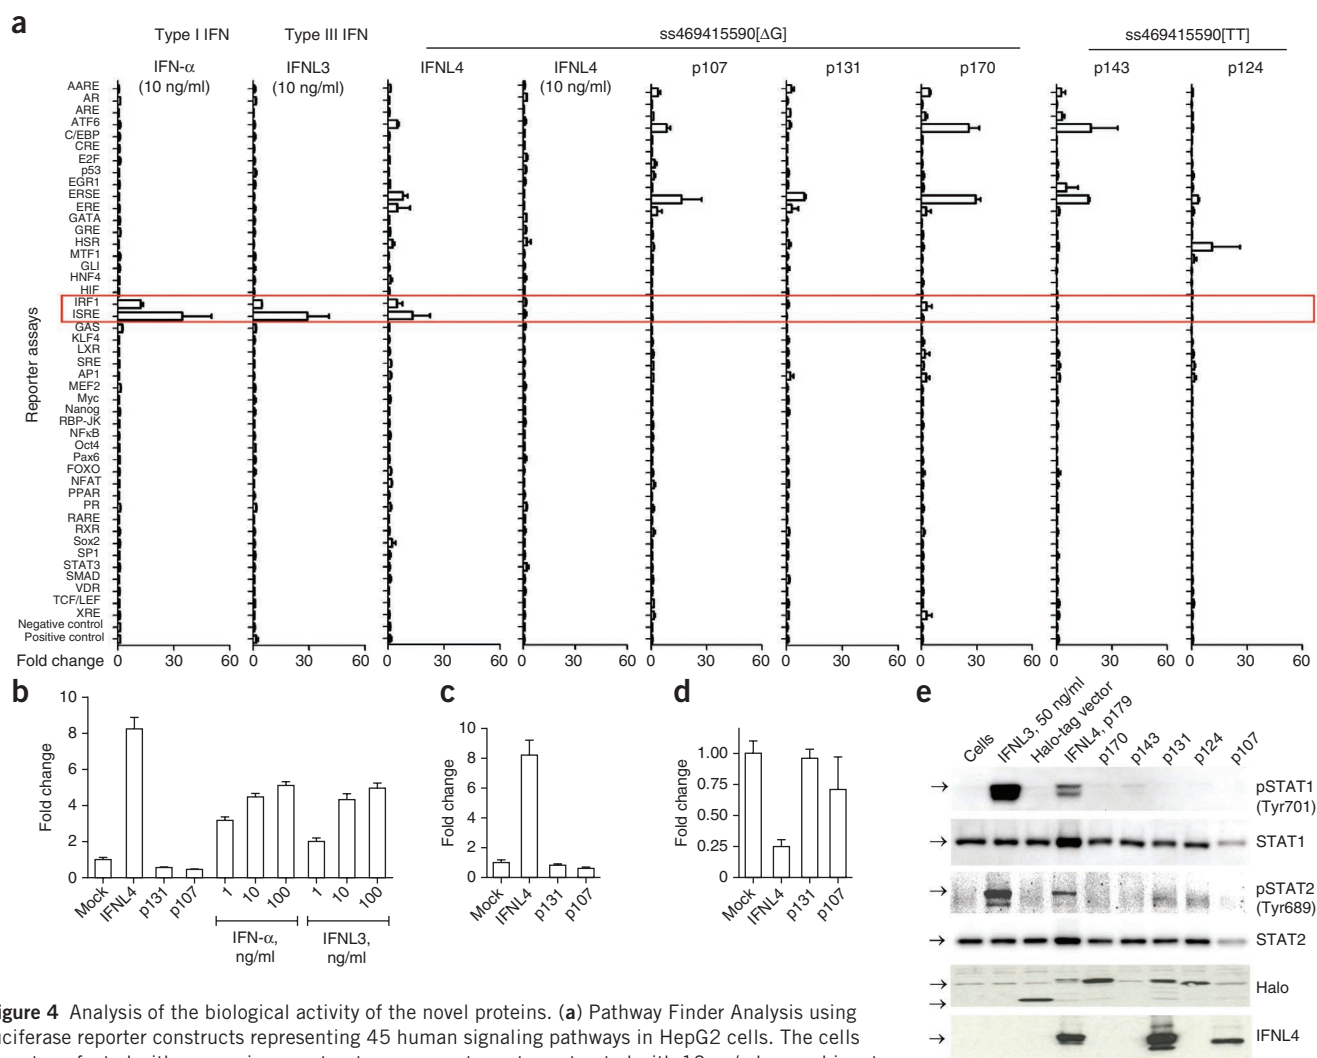 a
Type I IFN
Type III IFN
ss469415590[ΔG]
ss469415590[TT]
IFN-α
(10 ng/ml)
IFNL3
(10 ng/ml)
IFNL4
IFNL4
(10 ng/ml)
p107
p131
p170
p143
p124
Reporter assays
AARE
AR
ARE
ATF6
C/EBP
CRE
E2F
p53
EGR1
ERSE
ERE
GATA
GRE
HSR
MTF1
GLI
HNF4
HIF
IRF1
ISRE
GAS
KLF4
LXR
SRE
AP1
MEF2
Myc
Nanog
RBP-JK
NFκB
Oct4
Pax6
FOXO
NFAT
PPAR
PR
RARE
RXR
Sox2
SP1
STAT3
SMAD
VDR
TCF/LEF
XRE
Negative control
Positive control
Fold change
0 30 60
0 30 60
0 30 60
0 30 60
0 30 60
0 30 60
0 30 60
0 30 60
0 30 60
b
Fold change
10
8
6
4
2
0
Mock
IFNL4
p131
p107
1
10
100
1
10
100
IFN-α,
ng/ml
IFNL3,
ng/ml
c
Fold change
10
8
6
4
2
0
Mock
IFNL4
p131
p107
d
Fold change
1.00
0.75
0.50
0.25
0
Mock
IFNL4
p131
p107
e
Cells
IFNL3, 50 ng/ml
Halo-tag vector
IFNL4, p179
p170
p143
p131
p124
p107
→ pSTAT1
(Tyr701)
→ STAT1
→ pSTAT2
(Tyr689)
→ STAT2
→ Halo
→
→ IFNL4
igure 4 Analysis of the biological activity of the novel proteins. (a) Pathway Finder Analysis using
uciferase reporter constructs representing 45 human signaling pathways in HepG2 cells. The cells